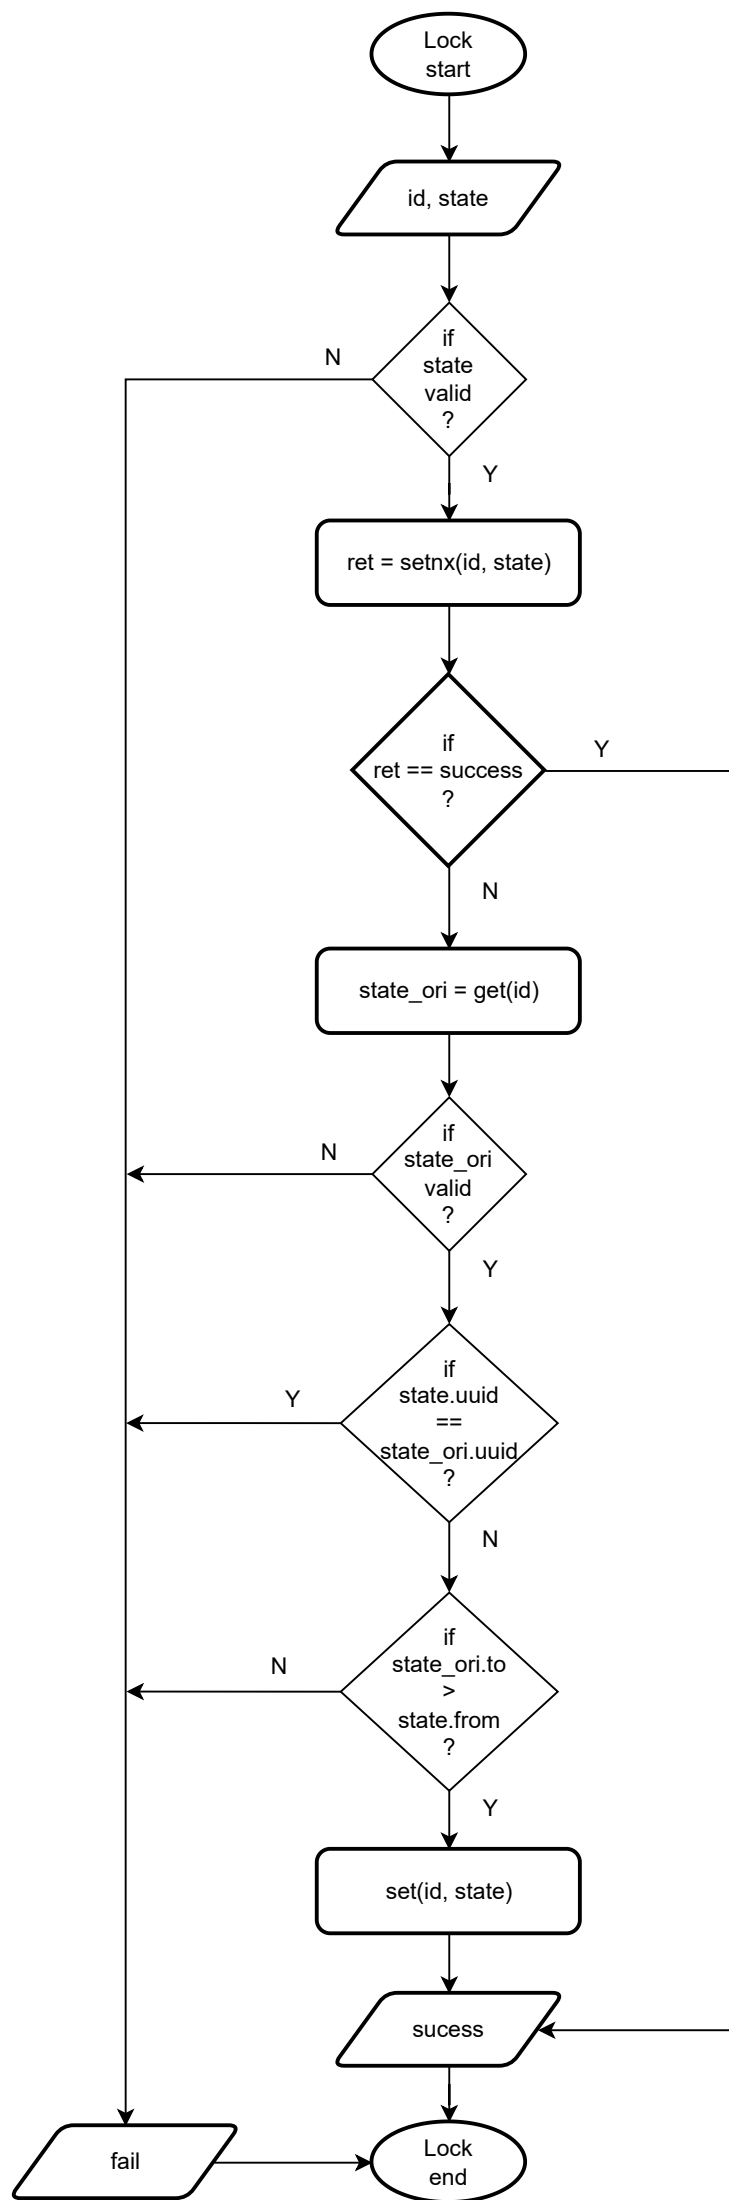 Lock
start
id, state
if
state
valid
?
N
Y
ret = setnx(id, state)
if
ret == success
?
Y
N
state_ori = get(id)
if
state_ori
valid
?
N
Y
if
state.uuid
==
state_ori.uuid
?
Y
N
if
state_ori.to
>
state.from
?
N
Y
set(id, state)
sucess
fail
Lock
end